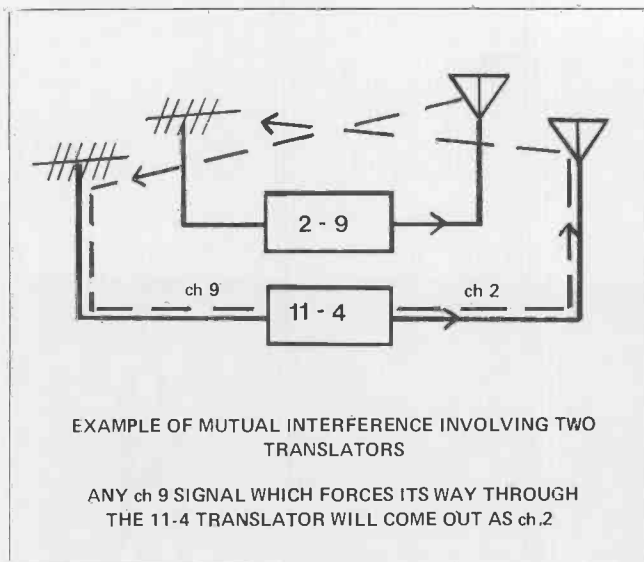 2 - 9
ch 9
11 - 4
ch 2
EXAMPLE OF MUTUAL INTERFERENCE INVOLVING TWO
TRANSLATORS
ANY ch 9 SIGNAL WHICH FORCES ITS WAY THROUGH
THE 11-4 TRANSLATOR WILL COME OUT AS ch.2